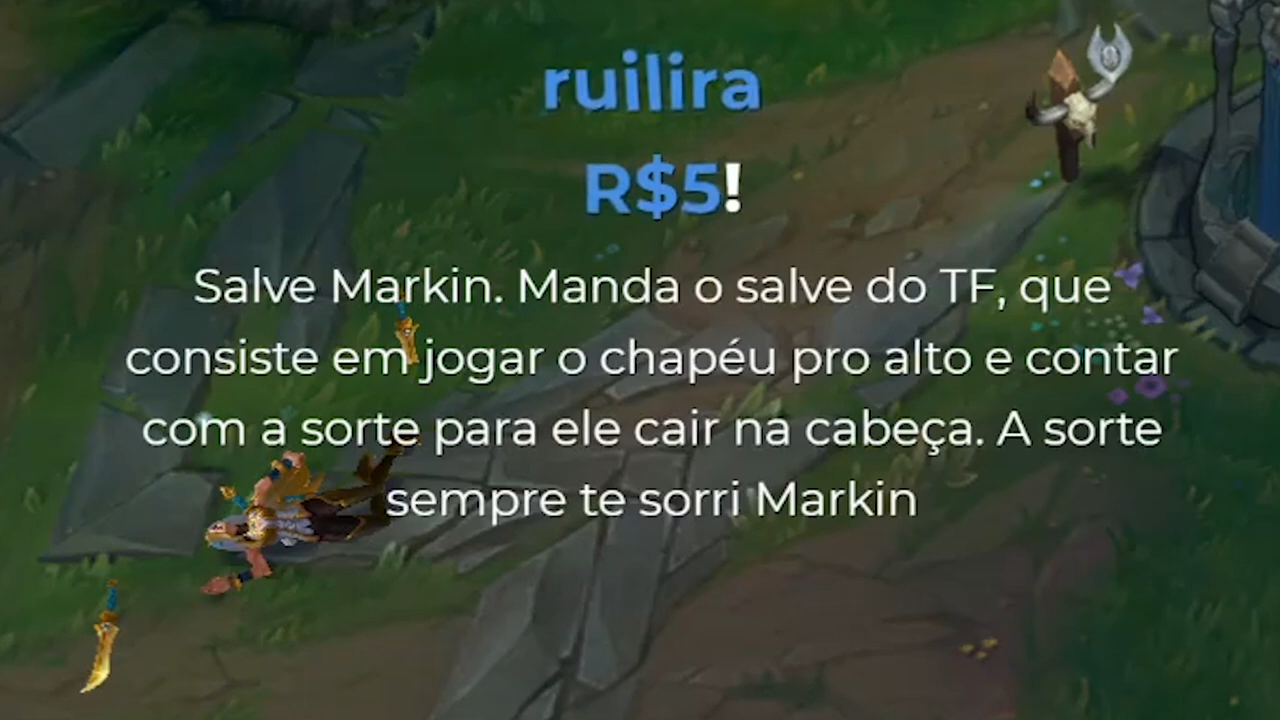 ruilira
R$5!
Salve Markin. Manda o salve do TF, que
consiste em jogar o chapéu pro alto e contar
com a sorte para ele cair na cabeça. A sorte
sempre te sorri Markin